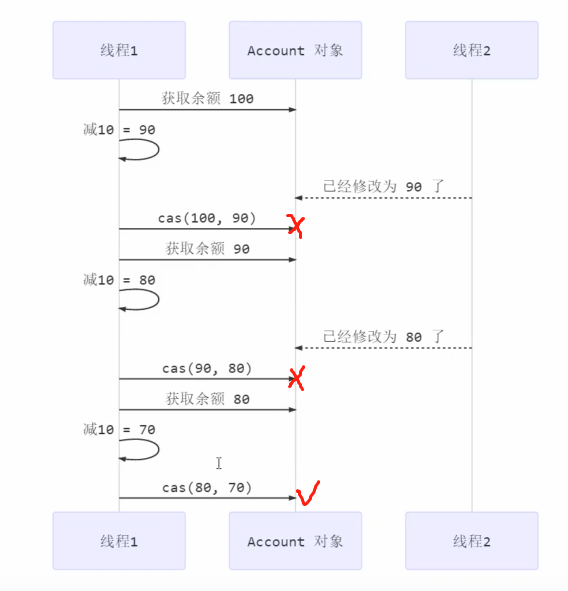 线程1
Account 对象
线程2
获取余额 100
减10 = 90
已经修改为 90 了
cas(100, 90)
获取余额 90
减10 = 80
已经修改为 80 了
cas(90, 80)
获取余额 80
减10 = 70
cas(80, 70)
线程1
Account 对象
线程2